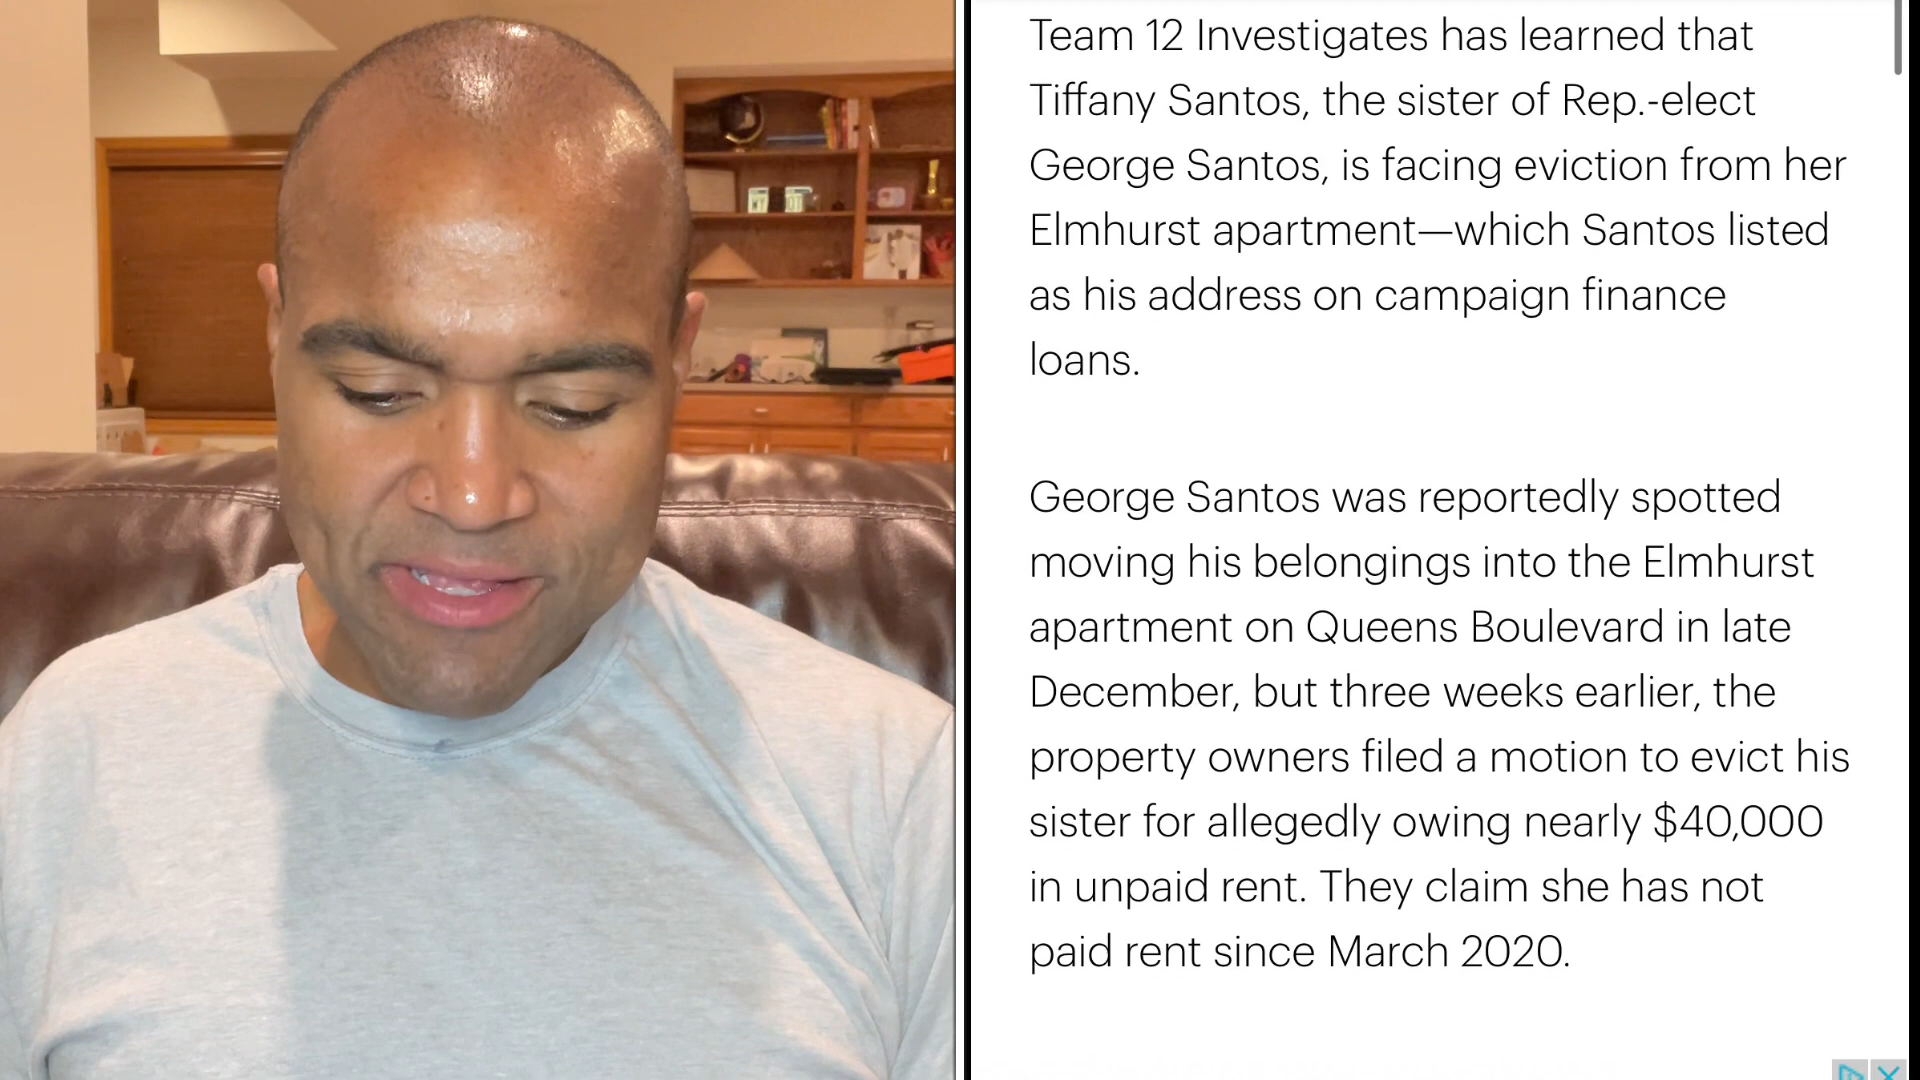 Team 12 Investigates has learned that
Tiffany Santos, the sister of Rep.-elect
George Santos, is facing eviction from her
Elmhurst apartment—which Santos listed
as his address on campaign finance
loans.
George Santos was reportedly spotted
moving his belongings into the Elmhurst
apartment on Queens Boulevard in late
December, but three weeks earlier, the
property owners filed a motion to evict his
sister for allegedly owing nearly $40,000
in unpaid rent. They claim she has not
paid rent since March 2020.